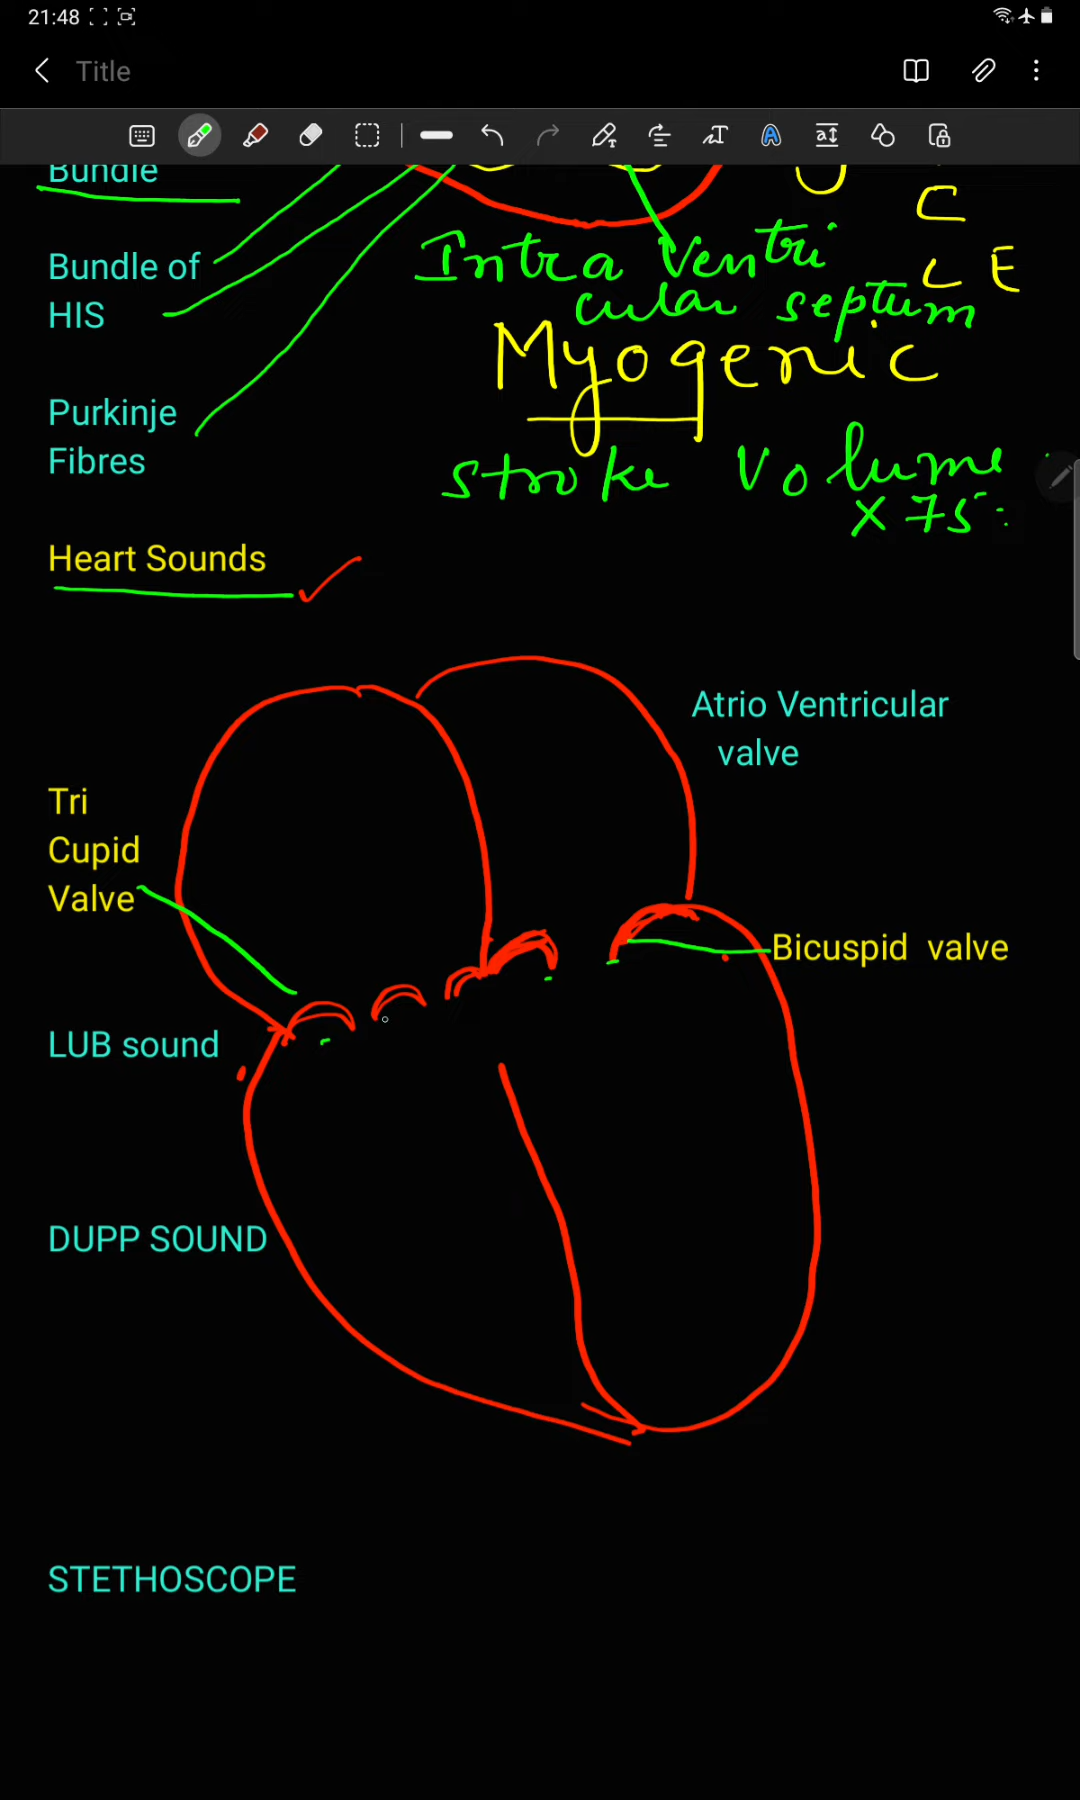 21:48
Title
Bundle
C
Bundle of
HIS
Intra Ventri
cular septum
L E
Myogenic
Purkinje
Fibres
stroke Volume
X 75
Heart Sounds
Atrio Ventricular
valve
Tri
Cupid
Valve
Bicuspid valve
LUB sound
DUPP SOUND
STETHOSCOPE